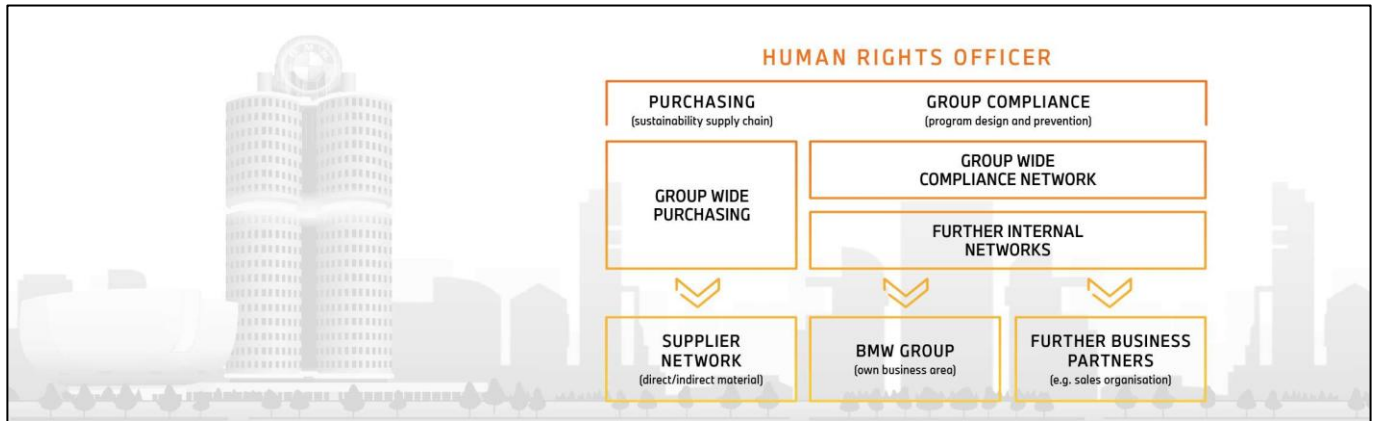 HUMAN RIGHTS OFFICER
PURCHASING
(sustainability supply chain)
GROUP COMPLIANCE
(program design and prevention)
GROUP WIDE
PURCHASING
GROUP WIDE
COMPLIANCE NETWORK
FURTHER INTERNAL
NETWORKS
SUPPLIER
NETWORK
(direct/indirect material)
BMW GROUP
(own business area)
FURTHER BUSINESS
PARTNERS
(e.g. sales organisation)